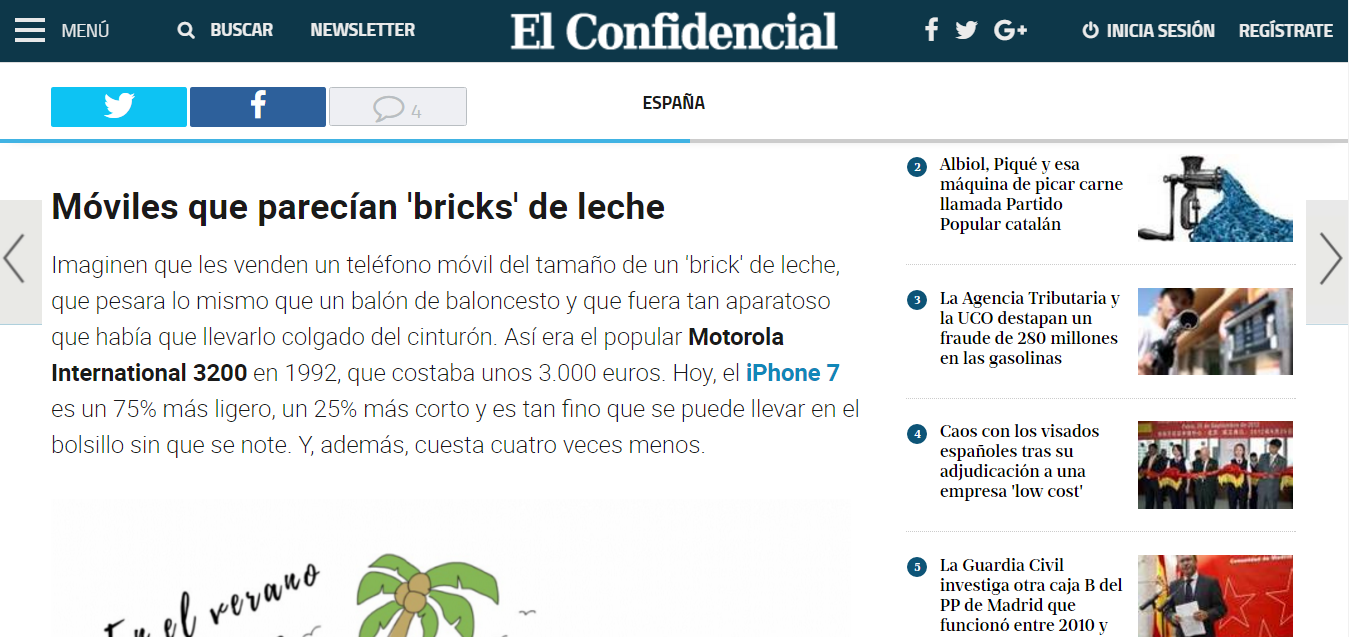 MENÚ
BUSCAR
NEWSLETTER
El Confidencial
INICIA SESIÓN
REGÍSTRATE
4
ESPAÑA
Móviles que parecían 'bricks' de leche
Imaginen que les venden un teléfono móvil del tamaño de un 'brick' de leche,
que pesara lo mismo que un balón de baloncesto y que fuera tan aparatoso
que había que llevarlo colgado del cinturón. Así era el popular Motorola
International 3200 en 1992, que costaba unos 3.000 euros. Hoy, el iPhone 7
es un 75% más ligero, un 25% más corto y es tan fino que se puede llevar en el
bolsillo sin que se note. Y, además, cuesta cuatro veces menos.
En el verano
2
Albiol, Piqué y esa
máquina de picar carne
llamada Partido
Popular catalán
3
La Agencia Tributaria y
la UCO destapan un
fraude de 280 millones
en las gasolinas
4
Caos con los visados
españoles tras su
adjudicación a una
empresa 'low cost'
5
La Guardia Civil
investiga otra caja B del
PP de Madrid que
funcionó entre 2010 y